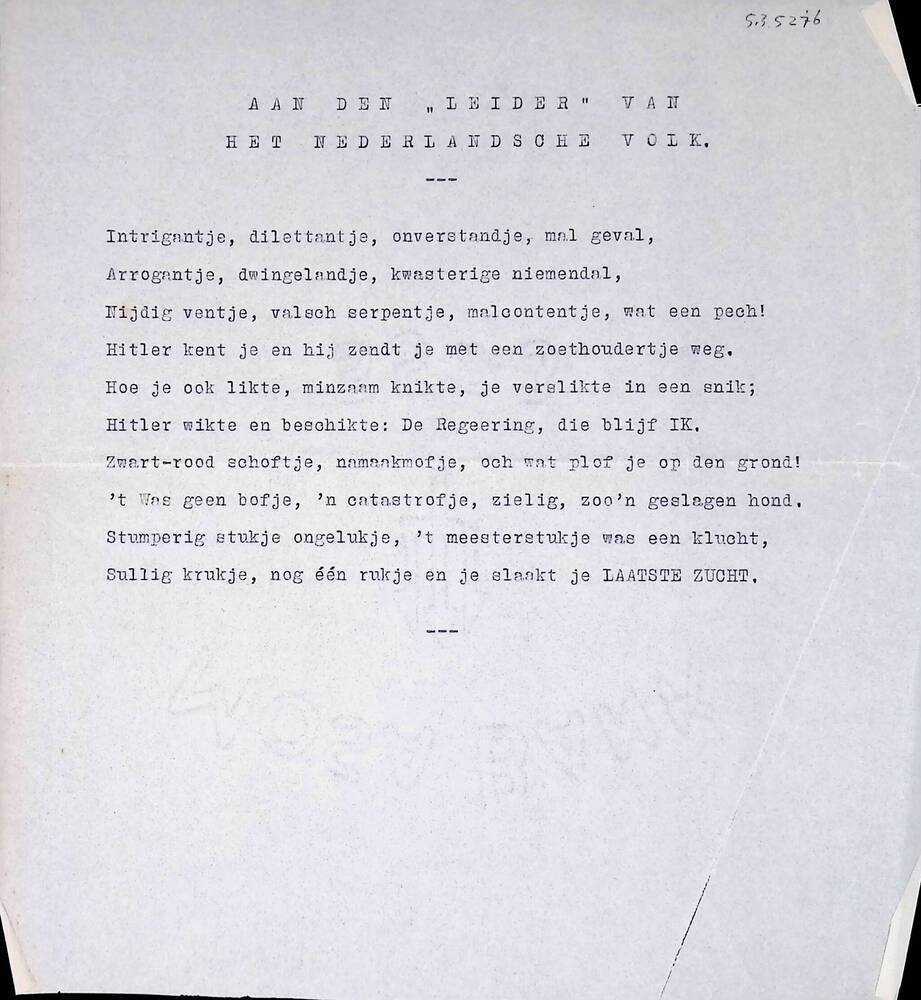 5.3 5276
AAN DEN „LEIDER" VAN
HET NEDERLANDSCHE VOLK.
---
Intrigantje, dilettantje, onverstandje, mal geval,
Arrogantje, dwingelandje, kwasterige niemendal,
Nijdig ventje, valsch serpentje, malcontentje, wat een pech!
Hitler kent je en hij zendt je met een zoethoudertje weg.
Hoe je ook likte, minzaam knikte, je verslikte in een snik;
Hitler wikte en beschikte: De Regeering, die blijf IK.
Zwart-rood schoftje, namaakmofje, och wat plof je op den grond!
't Was geen bofje, 'n catastrofje, zielig, zoo'n geslagen hond.
Stumperig stukje ongelukje, 't meesterstukje was een klucht,
Sullig krukje, nog één rukje en je slaakt je LAATSTE ZUCHT.
---